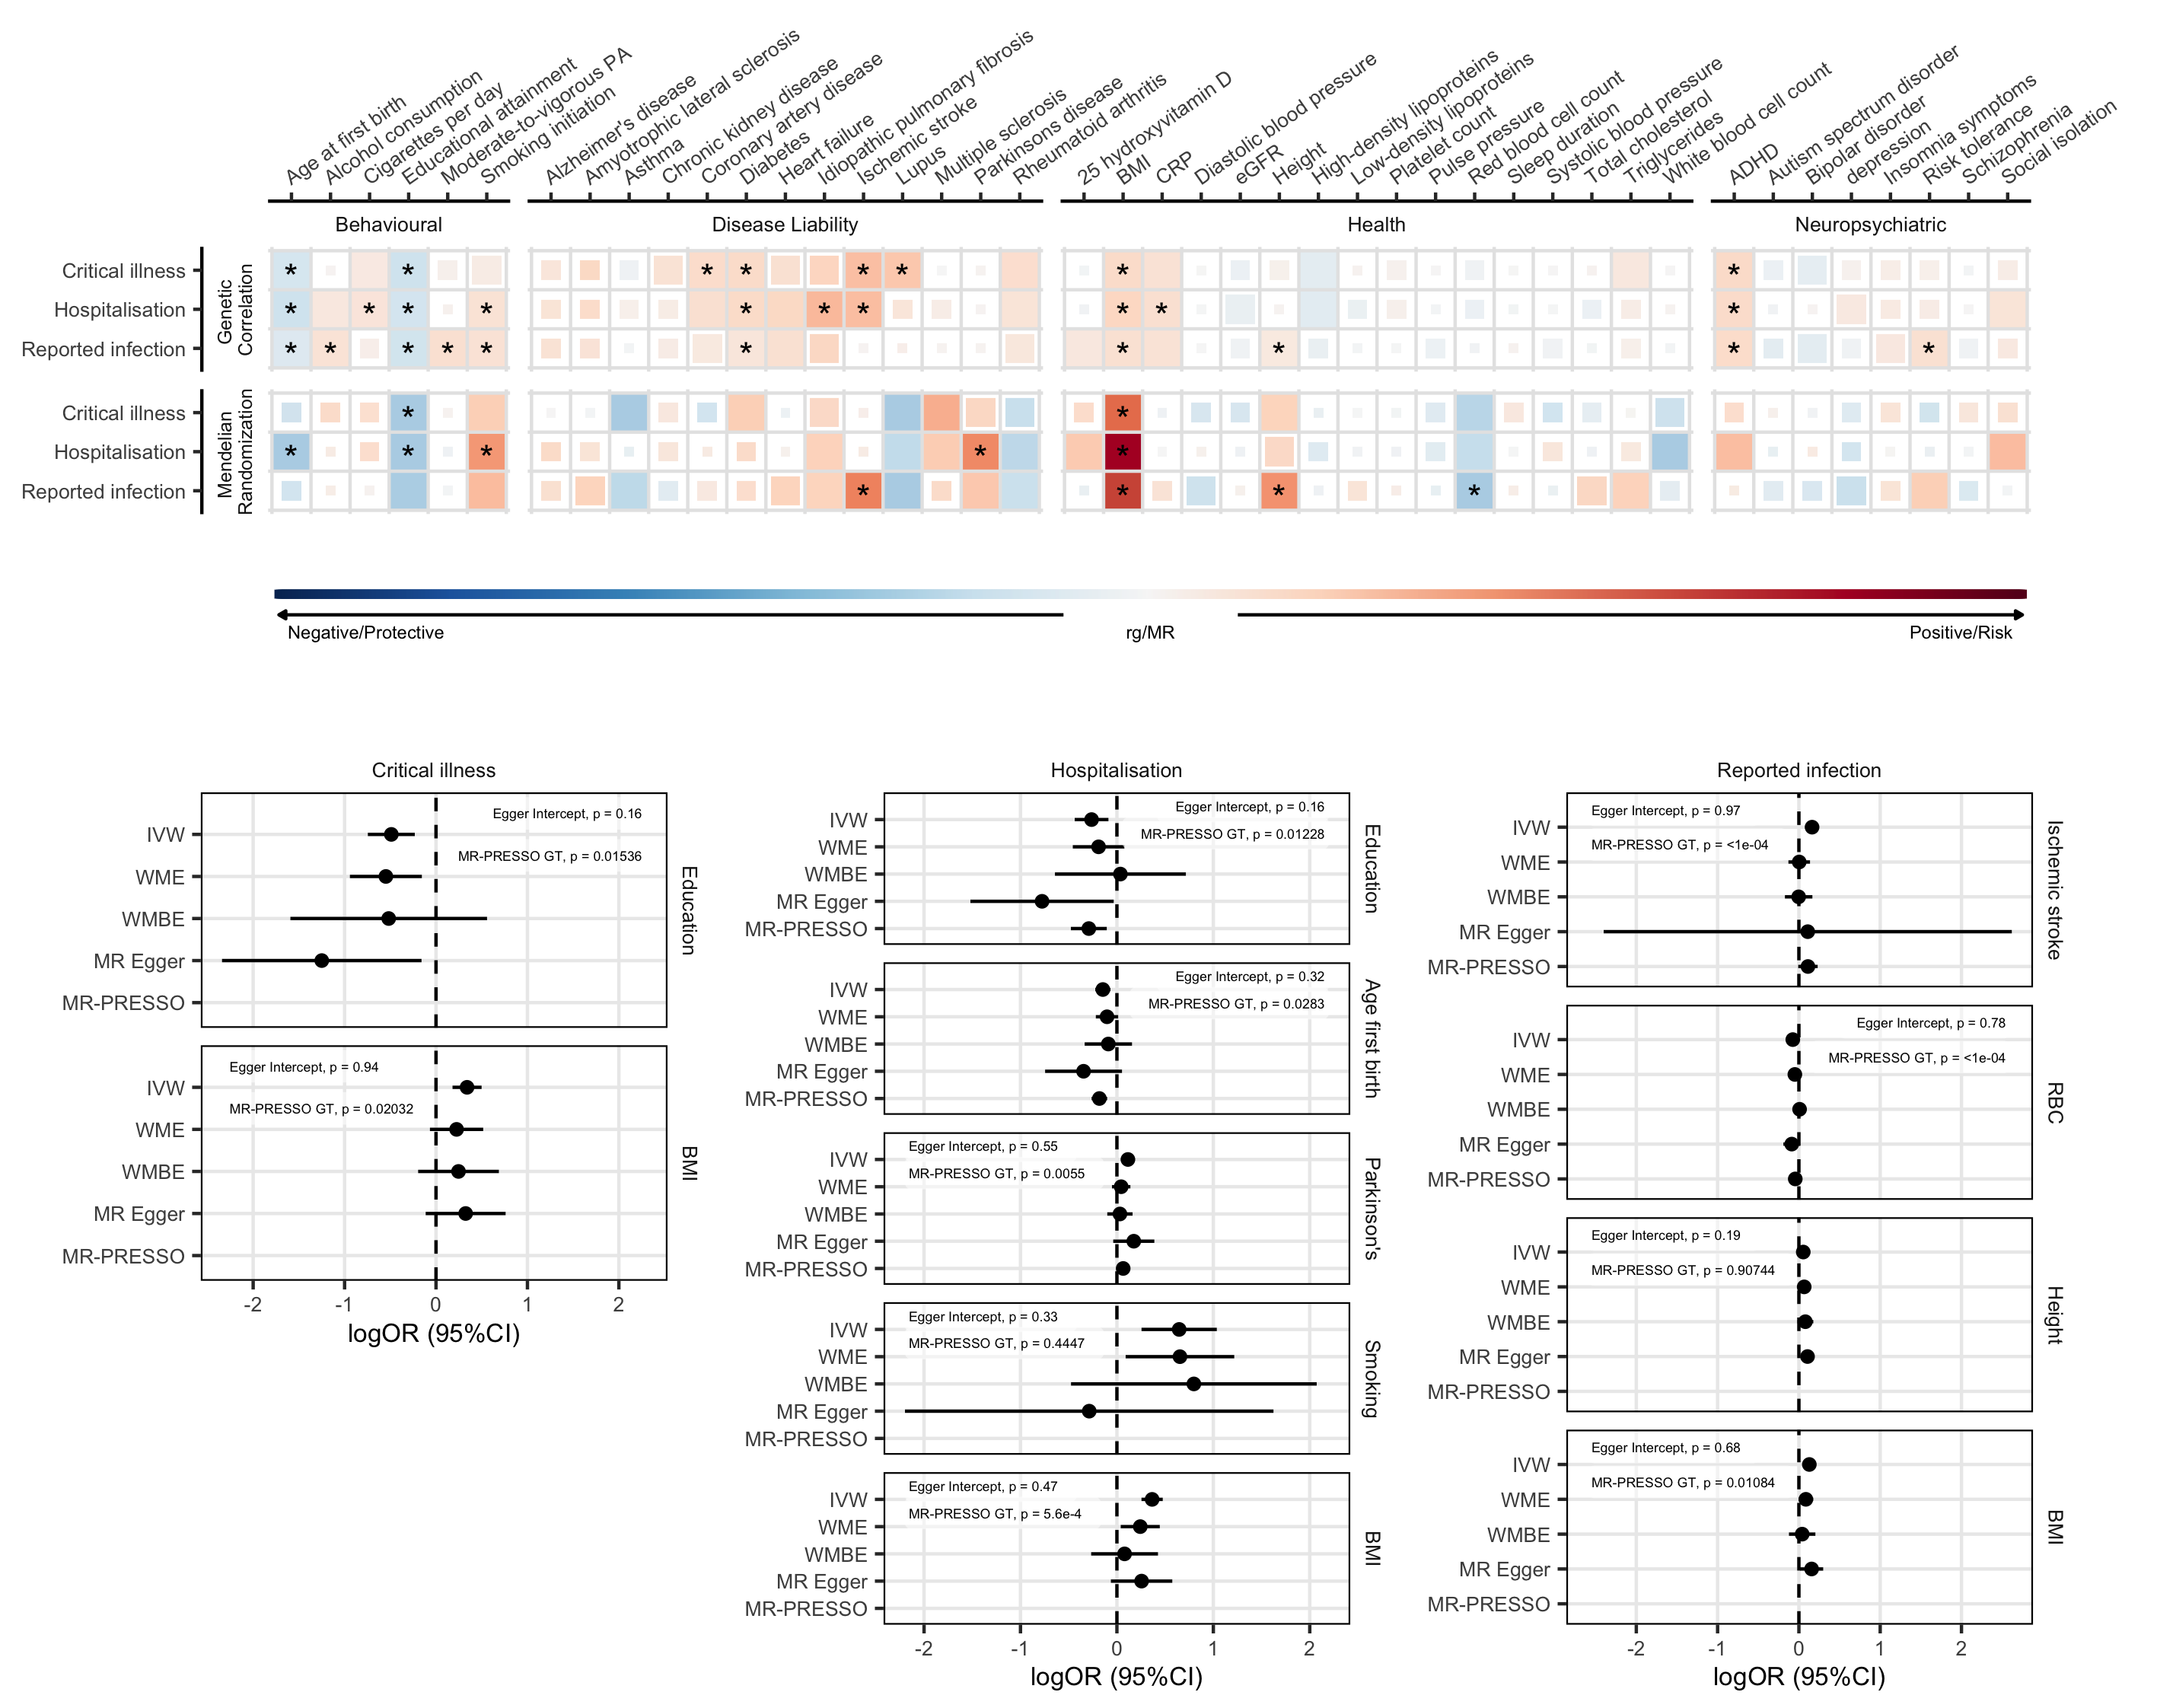 Age at first birth
Alcohol consumption
Cigarettes per day
Educational attainment
Moderate-to-vigorous PA
Smoking initiation
Alzheimer's disease
Amyotrophic lateral sclerosis
Asthma
Chronic kidney disease
Coronary artery disease
Diabetes
Heart failure
Idiopathic pulmonary fibrosis
Ischemic stroke
Lupus
Multiple sclerosis
Parkinsons disease
Rheumatoid arthritis
25 hydroxyvitamin D
BMI
CRP
Diastolic blood pressure
eGFR
Height
High-density lipoproteins
Low-density lipoproteins
Platelet count
Pulse pressure
Red blood cell count
Sleep duration
Systolic blood pressure
Total cholesterol
Triglycerides
White blood cell count
ADHD
Autism spectrum disorder
Bipolar disorder
depression
Insomnia symptoms
Risk tolerance
Schizophrenia
Social isolation
Behavioural
Disease Liability
Health
Neuropsychiatric
Genetic
Correlation
Critical illness
* * * * * * * *
Hospitalisation
* * * * * * * * * *
Reported infection
* * * * * * * * * *
Mendelian
Randomization
Critical illness
* *
Hospitalisation
* * * * *
Reported infection
* * * *
Negative/Protective
rg/MR
Positive/Risk
Critical illness
IVW
WME
WMBE
MR Egger
MR-PRESSO
Egger Intercept, p = 0.16
MR-PRESSO GT, p = 0.01536
Education
IVW
WME
WMBE
MR Egger
MR-PRESSO
Egger Intercept, p = 0.94
MR-PRESSO GT, p = 0.02032
BMI
-2 -1 0 1 2
logOR (95%CI)
Hospitalisation
IVW
WME
WMBE
MR Egger
MR-PRESSO
Egger Intercept, p = 0.16
MR-PRESSO GT, p = 0.01228
Education
IVW
WME
WMBE
MR Egger
MR-PRESSO
Egger Intercept, p = 0.32
MR-PRESSO GT, p = 0.0283
Age first birth
IVW
WME
WMBE
MR Egger
MR-PRESSO
Egger Intercept, p = 0.55
MR-PRESSO GT, p = 0.0055
Parkinson's
IVW
WME
WMBE
MR Egger
MR-PRESSO
Egger Intercept, p = 0.33
MR-PRESSO GT, p = 0.4447
Smoking
IVW
WME
WMBE
MR Egger
MR-PRESSO
Egger Intercept, p = 0.47
MR-PRESSO GT, p = 5.6e-4
BMI
-2 -1 0 1 2
logOR (95%CI)
Reported infection
IVW
WME
WMBE
MR Egger
MR-PRESSO
Egger Intercept, p = 0.97
MR-PRESSO GT, p = <1e-04
Ischemic stroke
IVW
WME
WMBE
MR Egger
MR-PRESSO
Egger Intercept, p = 0.78
MR-PRESSO GT, p = <1e-04
RBC
IVW
WME
WMBE
MR Egger
MR-PRESSO
Egger Intercept, p = 0.19
MR-PRESSO GT, p = 0.90744
Height
IVW
WME
WMBE
MR Egger
MR-PRESSO
Egger Intercept, p = 0.68
MR-PRESSO GT, p = 0.01084
BMI
-2 -1 0 1 2
logOR (95%CI)